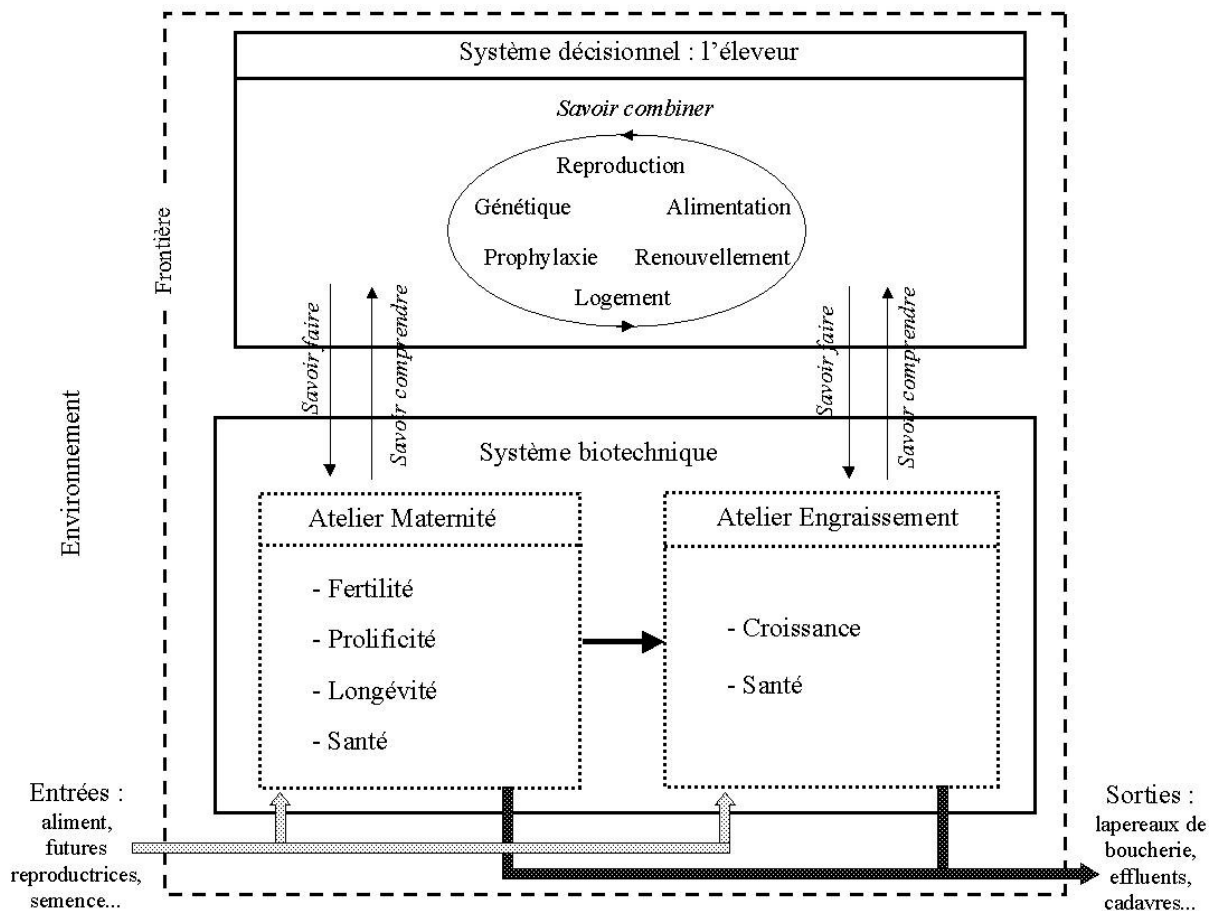 Système décisionnel : l'éleveur
Savoir combiner
Reproduction
Génétique
Alimentation
Prophylaxie
Renouvellement
Logement
Frontière
Environnement
Savoir faire
Savoir comprendre
Savoir faire
Savoir comprendre
Système biotechnique
Atelier Maternité
- Fertilité
- Prolificité
- Longévité
- Santé
Atelier Engraissement
- Croissance
- Santé
Entrées :
aliment,
futures
reproductrices,
semence...
Sorties :
lapereaux de
boucherie,
effluents,
cadavres...